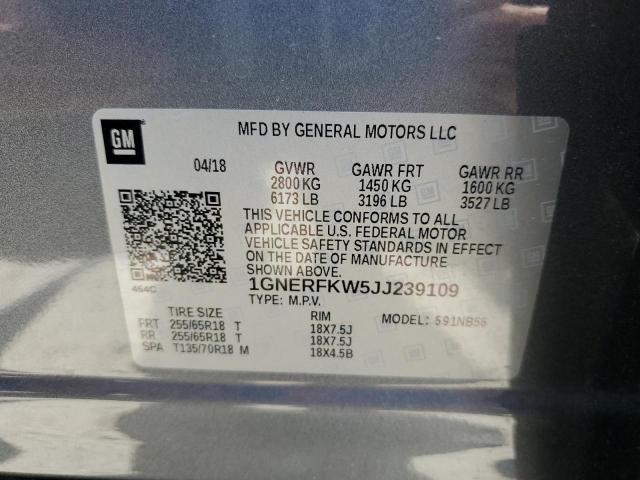 GM
MFD BY GENERAL MOTORS LLC
04/18 GVWR GAWR FRT GAWR RR
2800 KG 1450 KG 1600 KG
6173 LB 3196 LB 3527 LB
THIS VEHICLE CONFORMS TO ALL
APPLICABLE U.S. FEDERAL MOTOR
VEHICLE SAFETY STANDARDS IN EFFECT
ON THE DATE OF MANUFACTURE
SHOWN ABOVE.
464C 1GNERFKW5JJ239109
TYPE: M.P.V.
TIRE SIZE RIM MODEL: 591NB56
FRT 255/65R18 T 18X7.5J
RR 255/65R18 T 18X7.5J
SPA T135/70R18 M 18X4.5B